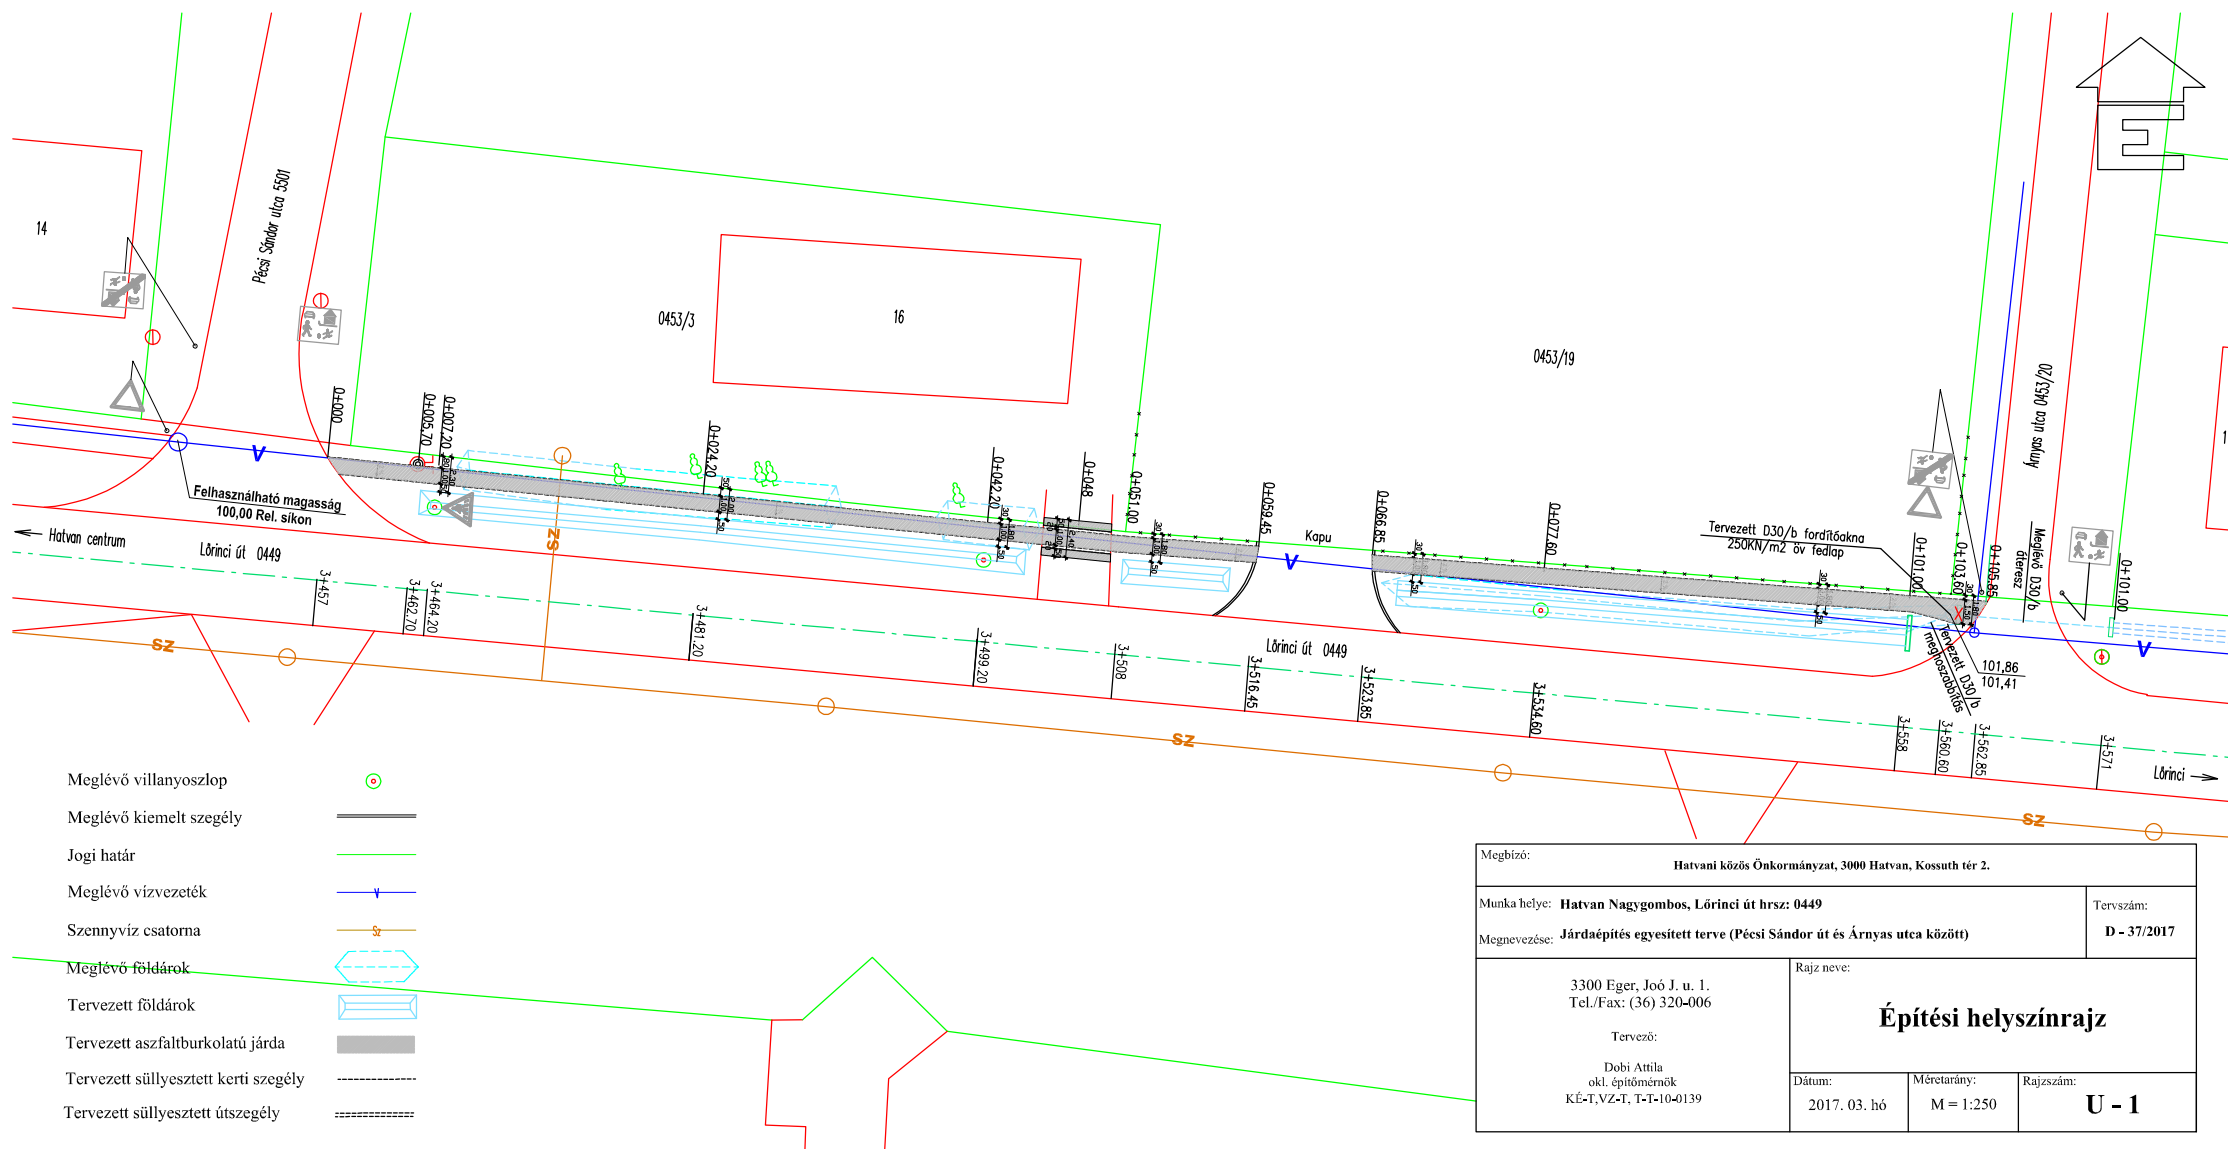 14
Pécsi Sándor utca 5501
0453/3
16
0453/19
Árnyas utca 0453/20
1
0+000
0+005.70
0+007.20
0+024.20
0+042.20
0+048
0+051.00
0+059.45
0+066.85
0+077.60
0+101.00
0+103.60
0+105.85
0+101.00
Kapu
Tervezett D30/b fordítóakna
250KN/m2 öv fedlap
Meglévő D30/b
áteresz
Felhasználható magasság
100,00 Rel. síkon
Hatvan centrum
Lőrinci út 0449
Lőrinci út 0449
V
V
V
SZ
SZ
SZ
SZ
Tervezett D30/b
meghoszabbítás
101,86
101,41
3+457
3+462.70
3+464.20
3+481.20
3+499.20
3+508
3+516.45
3+523.85
3+534.60
3+558
3+560.60
3+562.85
3+571
Lőrinci
Meglévő villanyoszlop
Meglévő kiemelt szegély
Jogi határ
Meglévő vízvezeték
V
Szennyvíz csatorna
Sz
Meglévő földárok
Tervezett földárok
Tervezett aszfaltburkolatú járda
Tervezett süllyesztett kerti szegély
Tervezett süllyesztett útszegély
Megbízó:
Hatvani közös Önkormányzat, 3000 Hatvan, Kossuth tér 2.
Munka helye: Hatvan Nagygombos, Lőrinci út hrsz: 0449
Megnevezése: Járdaépítés egyesített terve (Pécsi Sándor út és Árnyas utca között)
Tervszám:
D - 37/2017
3300 Eger, Joó J. u. 1.
Tel./Fax: (36) 320-006
Tervező:
Dobi Attila
okl. építőmérnök
KÉ-T,VZ-T, T-T-10-0139
Rajz neve:
Építési helyszínrajz
Dátum:
2017. 03. hó
Méretarány:
M = 1:250
Rajzszám:
U - 1